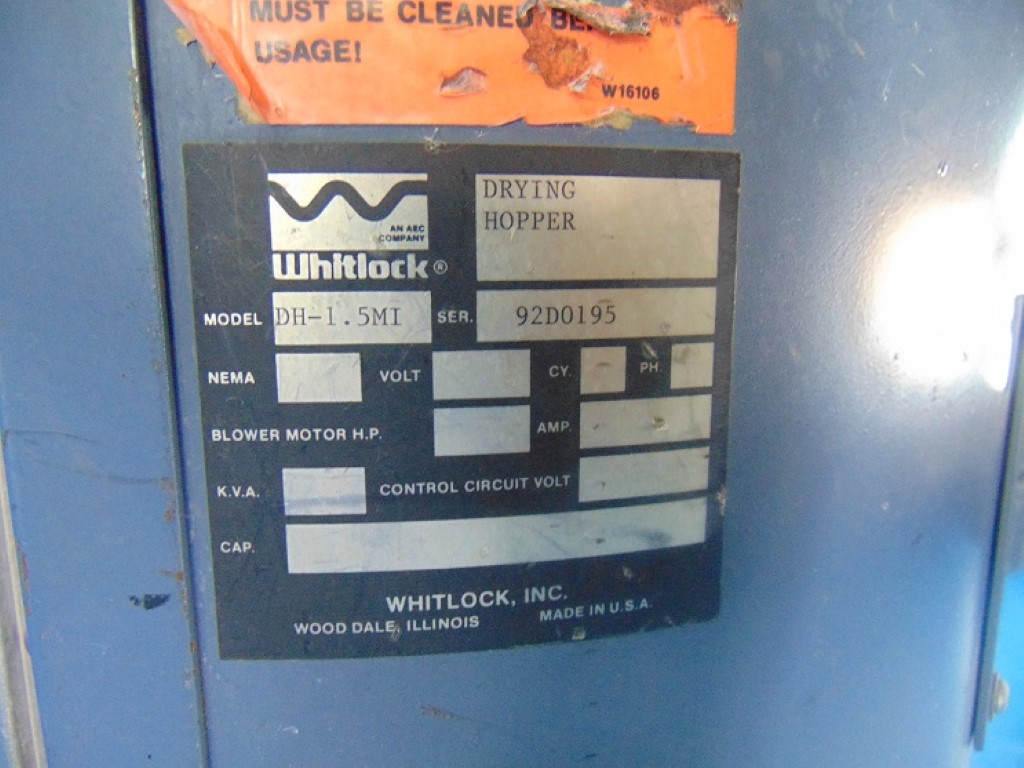 MUST BE CLEANED
USAGE!
W16106
AN AEC
COMPANY
Whitlock®
DRYING
HOPPER
MODEL DH-1.5MI SER. 92D0195
NEMA VOLT CY. PH.
BLOWER MOTOR H.P. AMP.
K.V.A. CONTROL CIRCUIT VOLT
CAP.
WHITLOCK, INC.
WOOD DALE, ILLINOIS MADE IN U.S.A.